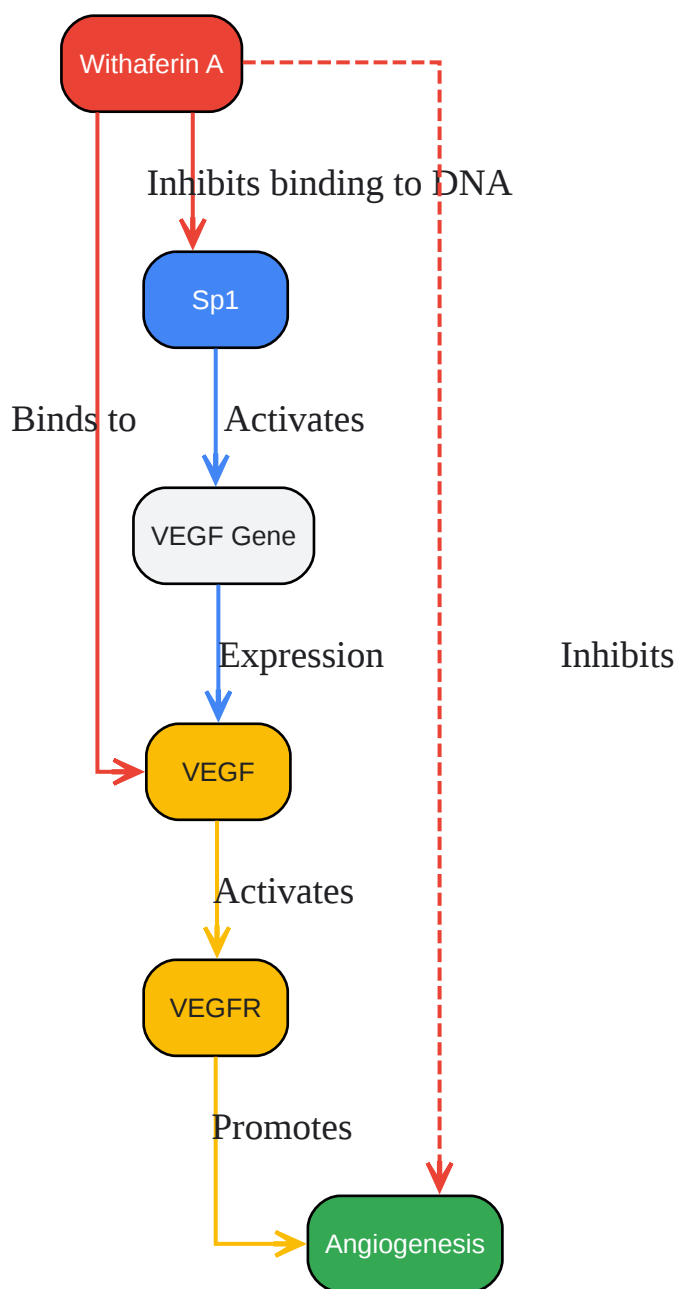 Withaferin A
Inhibits binding to DNA
Sp1
Binds to
Activates
VEGF Gene
Expression
Inhibits
VEGF
Activates
VEGFR
Promotes
Angiogenesis